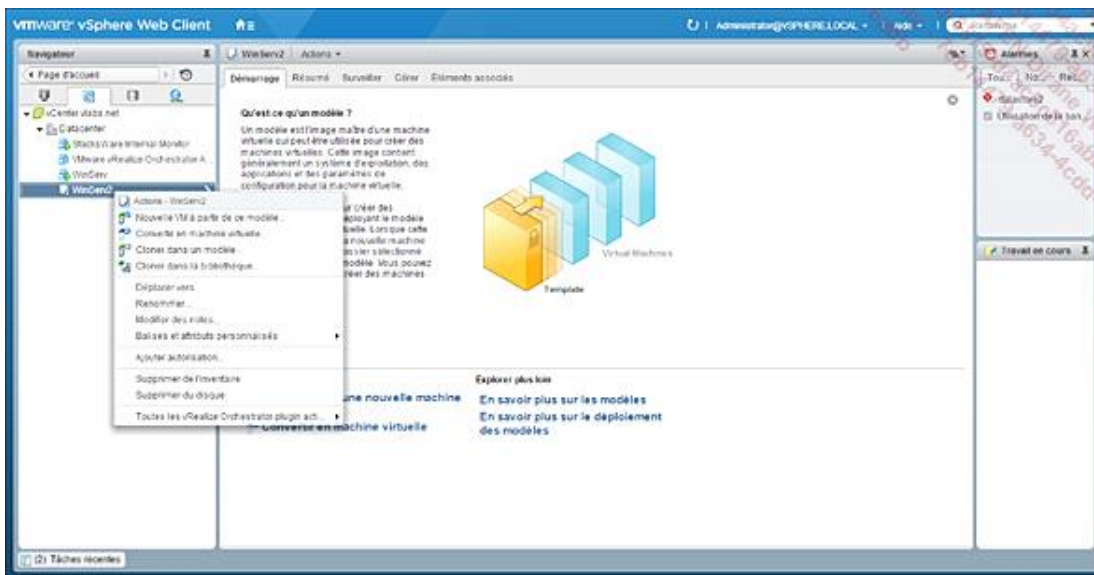 vmware vSphere Web Client
Administrator@VSPHERE.LOCAL
Aide
Navigateur
Page d'accueil
vCenter.vlabs.net
Datacenter
VMware vRealize Orchestrator A...
WinServ
WinServ2
WinServ2
Actions
Démarrage Résumé Surveiller Gérer Éléments associés
Qu'est ce qu'un modèle ?
Un modèle est l'image maître d'une machine
virtuelle qui peut être utilisée pour créer des
machines virtuelles. Cette image contient
généralement un système d'exploitation, des
applications et des paramètres de
configuration pour la machine virtuelle.
Actions - WinServ2
Nouvelle VM à partir de ce modèle...
Convertir en machine virtuelle...
Cloner dans un modèle...
Cloner dans la bibliothèque...
Déplacer vers...
Renommer...
Modifier des notes...
Balises et attributs personnalisés
Ajouter autorisation...
Supprimer de l'inventaire
Supprimer du disque
Toutes les vRealize Orchestrator plugin acti...
Virtual Machines
Template
une nouvelle machine
Convertir en machine virtuelle
Explorer plus loin
En savoir plus sur les modèles
En savoir plus sur le déploiement
des modèles
Alarmes
Utilisation de la ban...
Travail en cours
(2) Tâches récentes